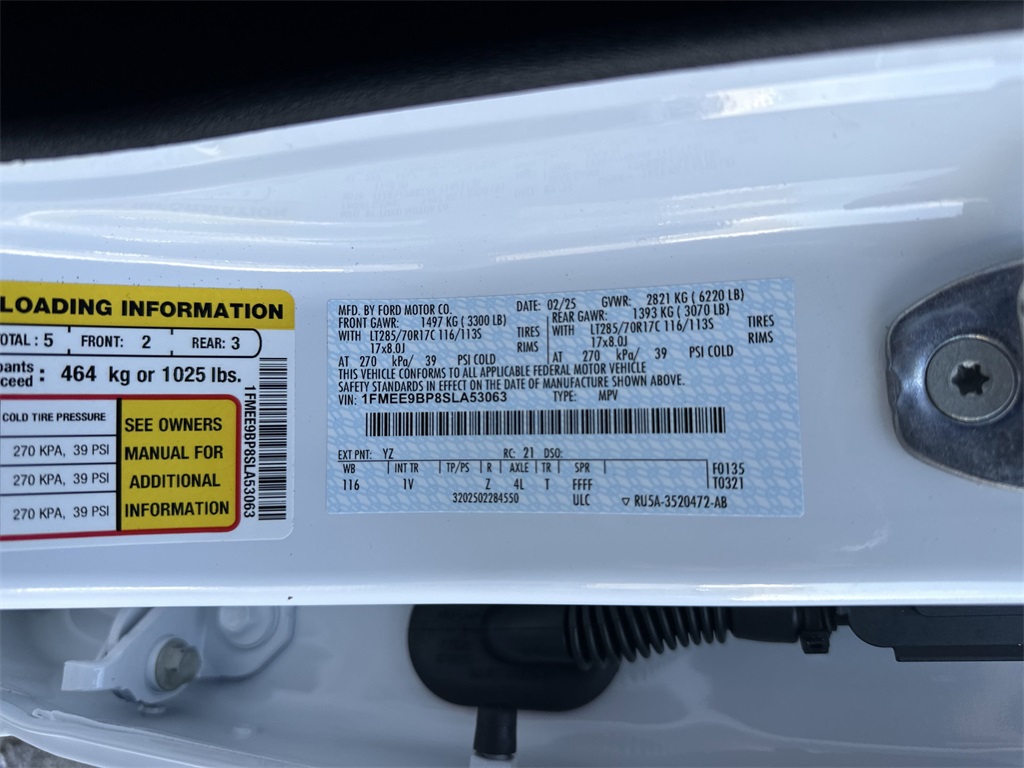 LOADING INFORMATION
TOTAL : 5 FRONT: 2 REAR: 3
464 kg or 1025 lbs.
COLD TIRE PRESSURE
270 KPA, 39 PSI
270 KPA, 39 PSI
270 KPA, 39 PSI
SEE OWNERS
MANUAL FOR
ADDITIONAL
INFORMATION
1FMEE9BP8SLA53063
MFD. BY FORD MOTOR CO. DATE: 02/25 GVWR: 2821 KG ( 6220 LB)
FRONT GAWR: 1497 KG ( 3300 LB) REAR GAWR: 1393 KG ( 3070 LB)
WITH LT285/70R17C 116/113S TIRES WITH LT285/70R17C 116/113S TIRES
17x8.0J RIMS 17x8.0J RIMS
AT 270 kPa/ 39 PSI COLD AT 270 kPa/ 39 PSI COLD
THIS VEHICLE CONFORMS TO ALL APPLICABLE FEDERAL MOTOR VEHICLE
SAFETY STANDARDS IN EFFECT ON THE DATE OF MANUFACTURE SHOWN ABOVE.
VIN: 1FMEE9BP8SLA53063 TYPE: MPV
EXT PNT: YZ RC: 21 DSO:
WB INT TR TP/PS R AXLE TR SPR F0135
116 1V Z 4L T FFFF T0321
3202502284550 ULC RU5A-3520472-AB